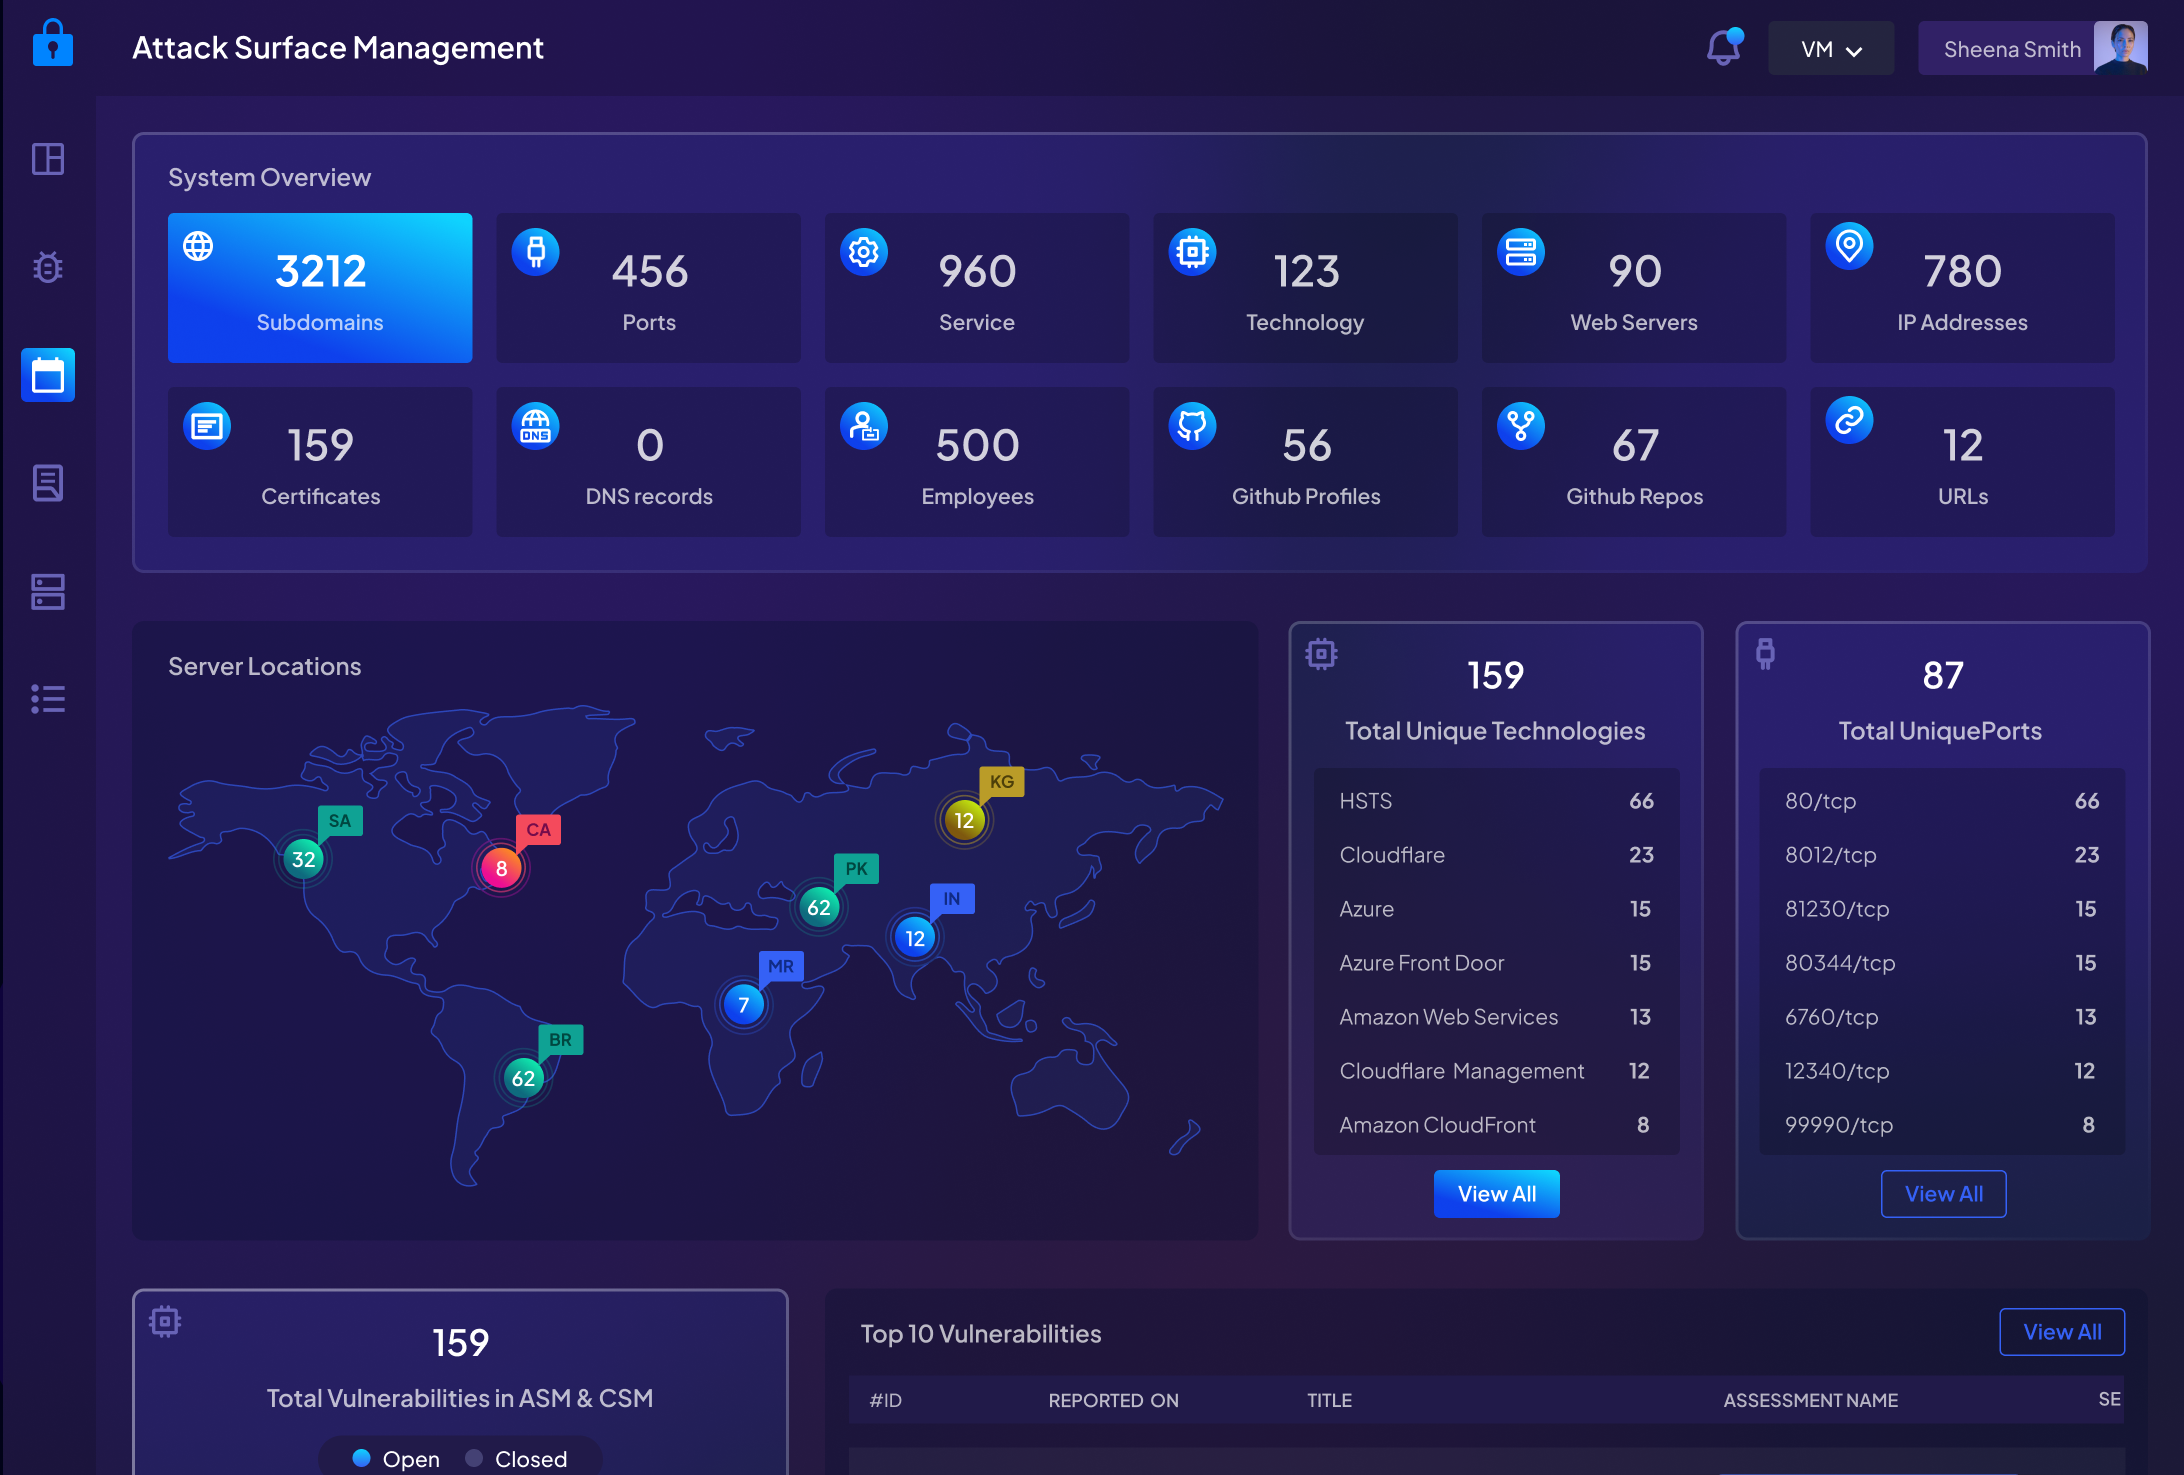 Attack Surface Management
VM
Sheena Smith
System Overview
3212
Subdomains
456
Ports
960
Service
123
Technology
90
Web Servers
780
IP Addresses
159
Certificates
DNS
0
DNS records
500
Employees
56
Github Profiles
67
Github Repos
12
URLs
Server Locations
SA
32
CA
8
KG
12
PK
62
IN
12
MR
7
BR
62
159
Total Unique Technologies
HSTS 66
Cloudflare 23
Azure 15
Azure Front Door 15
Amazon Web Services 13
Cloudflare Management 12
Amazon CloudFront 8
View All
87
Total UniquePorts
80/tcp 66
8012/tcp 23
81230/tcp 15
80344/tcp 15
6760/tcp 13
12340/tcp 12
99990/tcp 8
View All
159
Total Vulnerabilities in ASM & CSM
Open Closed
Top 10 Vulnerabilities
View All
#ID REPORTED ON TITLE ASSESSMENT NAME SE